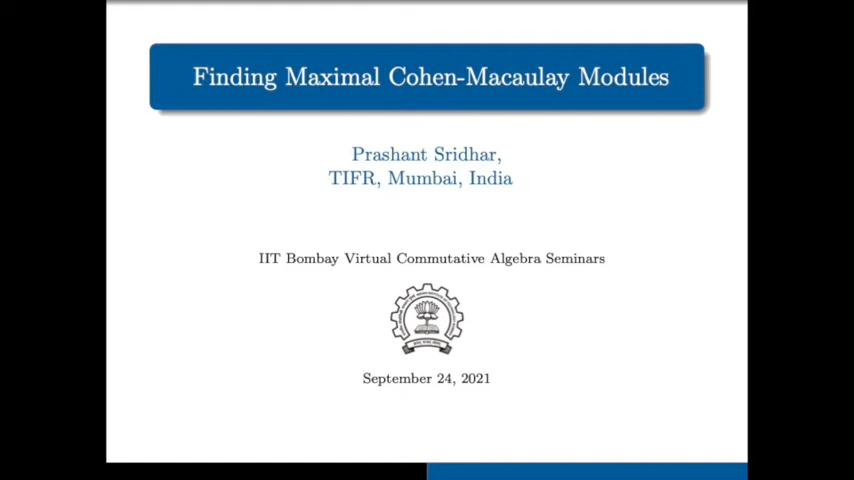 Finding Maximal Cohen-Macaulay Modules
Prashant Sridhar,
TIFR, Mumbai, India
IIT Bombay Virtual Commutative Algebra Seminars
September 24, 2021